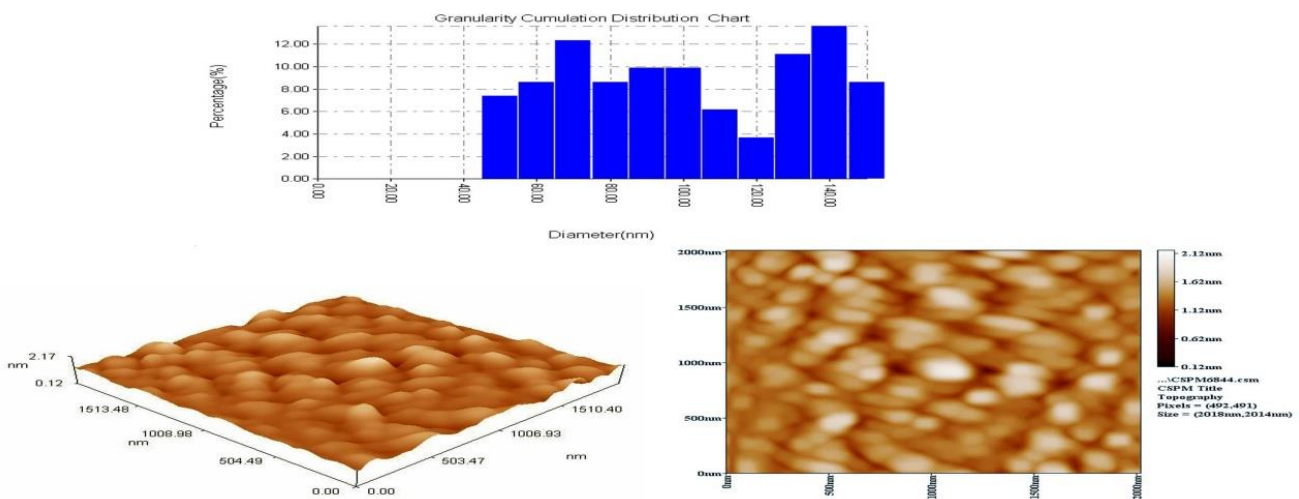 Granularity Cumulation Distribution Chart
Percentage(%)
12.00
10.00
8.00
6.00
4.00
2.00
0.00
0.00
20.00
40.00
60.00
80.00
100.00
120.00
140.00
Diameter(nm)
nm
2.17
0.12
1513.48
1008.98
nm
504.49
0.00
0.00
503.47
1006.93
nm
1510.40
2000nm
1500nm
1000nm
500nm
0nm
0nm
500nm
1000nm
1500nm
2000nm
2.12nm
1.62nm
1.12nm
0.62nm
0.12nm
...\CSPM6844.csm
CSPM Title
Topography
Pixels = (492,491)
Size = (2018nm,2014nm)